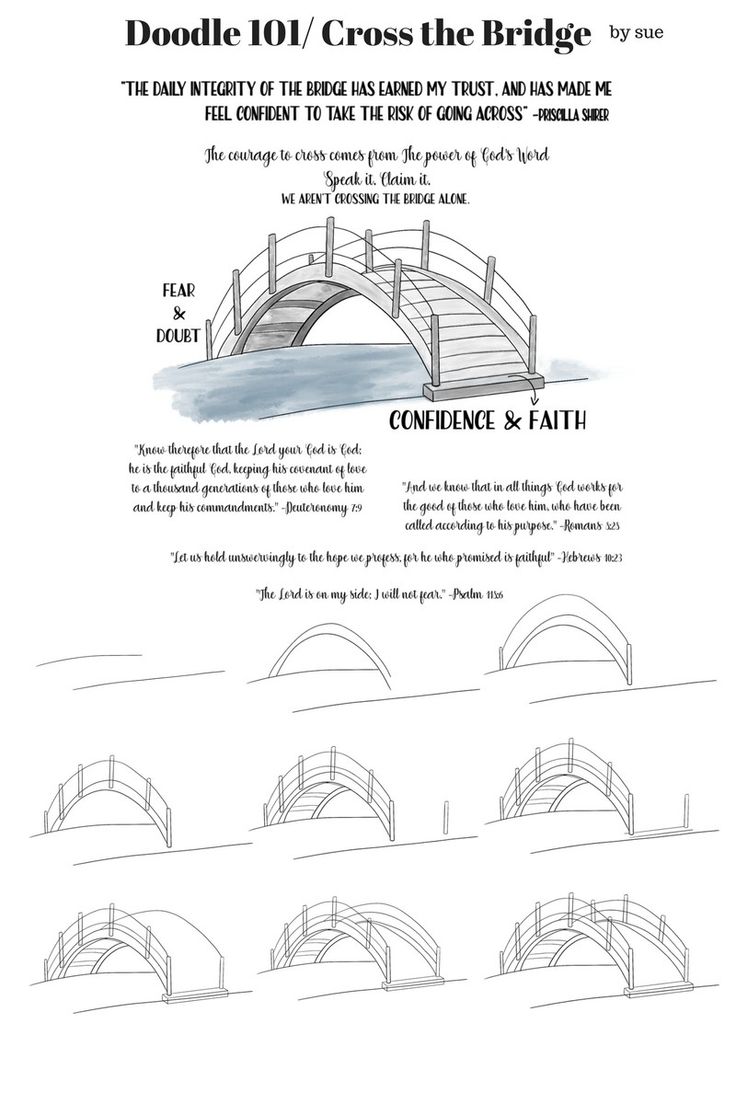 Doodle 101/ Cross the Bridge by sue
"THE DAILY INTEGRITY OF THE BRIDGE HAS EARNED MY TRUST, AND HAS MADE ME
FEEL CONFIDENT TO TAKE THE RISK OF GOING ACROSS" -PRISCILLA SHIRER
The courage to cross comes from The power of God's Word
Speak it. Claim it.
WE AREN'T CROSSING THE BRIDGE ALONE.
FEAR
&
DOUBT
CONFIDENCE & FAITH
"Know therefore that the Lord your God is God;
he is the faithful God, keeping his covenant of love
to a thousand generations of those who love him
and keep his commandments." -Deuteronomy 7:9
"And we know that in all things God works for
the good of those who love him, who have been
called according to his purpose." -Romans
"Let us hold unswervingly to the hope we profess, for he who promised is faithful" -Hebrews 10:23
"The Lord is on my side; I will not fear." -Psalm